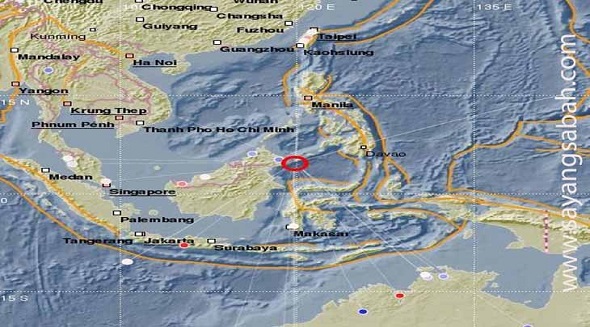 120 E
135 E
Chengdu
Wuhan
Chongqing
Changsha
Guiyang
Fuzhou
Taipei
Kunming
Guangzhou
Kaohsiung
Mandalay
Ha Noi
Yangon
15 N
Manila
Krung Thep
Phnum Pénh
Thanh Pho Ho Chi Minh
Davao
Medan
Singapore
0
Palembang
Makasar
Tangerang
Jakarta
Surabaya
15 S
www.sayangsabah.com